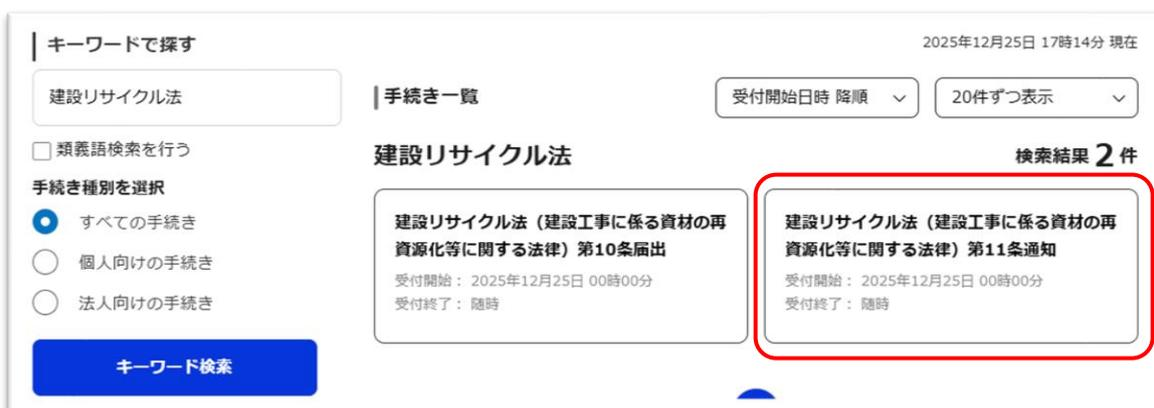 キーワードで探す
建設リサイクル法
類義語検索を行う
手続き種別を選択
すべての手続き
個人向けの手続き
法人向けの手続き
キーワード検索
2025年12月25日 17時14分 現在
手続き一覧
受付開始日時 降順
20件ずつ表示
建設リサイクル法
検索結果 2 件
建設リサイクル法（建設工事に係る資材の再
資源化等に関する法律）第10条届出
受付開始： 2025年12月25日 00時00分
受付終了： 随時
建設リサイクル法（建設工事に係る資材の再
資源化等に関する法律）第11条通知
受付開始： 2025年12月25日 00時00分
受付終了： 随時